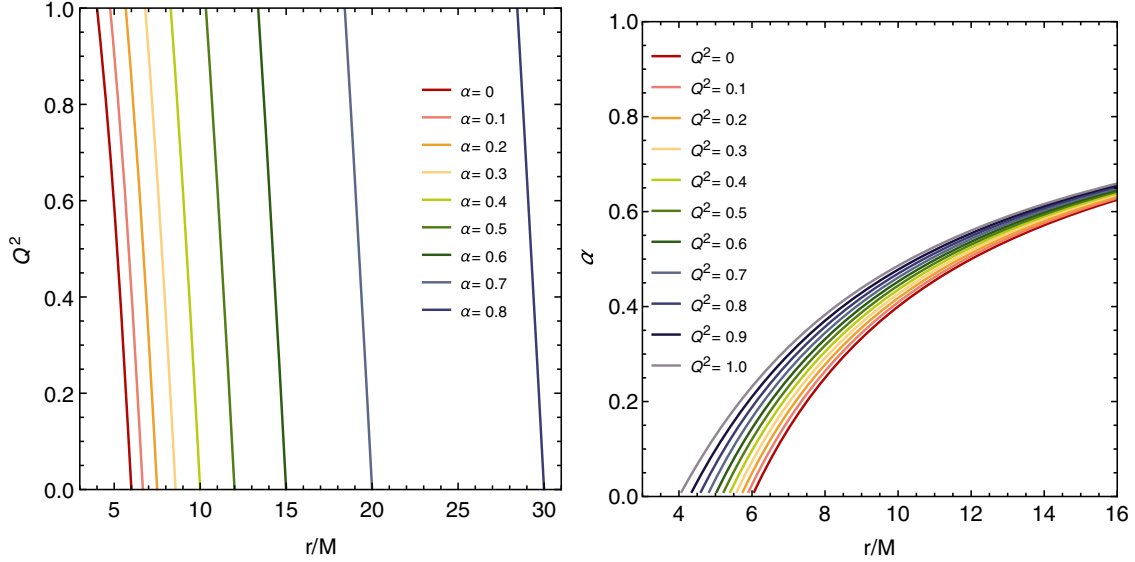 1.0
0.8
0.6
0.4
0.2
0.0
Q²
5 10 15 20 25 30
r/M
α= 0
α= 0.1
α= 0.2
α= 0.3
α= 0.4
α= 0.5
α= 0.6
α= 0.7
α= 0.8
1.0
0.8
0.6
0.4
0.2
0.0
α
4 6 8 10 12 14 16
r/M
Q²= 0
Q²= 0.1
Q²= 0.2
Q²= 0.3
Q²= 0.4
Q²= 0.5
Q²= 0.6
Q²= 0.7
Q²= 0.8
Q²= 0.9
Q²= 1.0